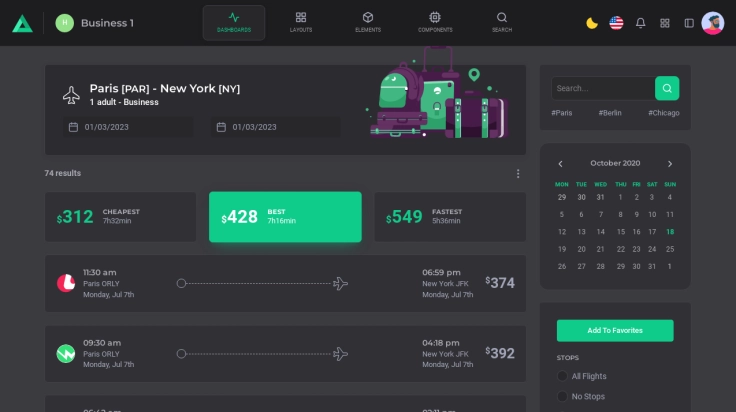 H Business 1
DASHBOARDS
LAYOUTS
ELEMENTS
COMPONENTS
SEARCH
Paris [PAR] - New York [NY]
1 adult - Business
01/03/2023
01/03/2023
Search...
#Paris #Berlin #Chicago
74 results
$312 CHEAPEST
7h32min
$428 BEST
7h16min
$549 FASTEST
5h36min
October 2020
MON TUE WED THU FRI SAT SUN
29 30 31 1 2 3 4
5 6 7 8 9 10 11
12 13 14 15 16 17 18
19 20 21 22 23 24 25
26 27 28 29 30 31 1
11:30 am
Paris ORLY
Monday, Jul 7th
06:59 pm
New York JFK
Monday, Jul 7th
$374
09:30 am
Paris ORLY
Monday, Jul 7th
04:18 pm
New York JFK
Monday, Jul 7th
$392
Add To Favorites
STOPS
All Flights
No Stops